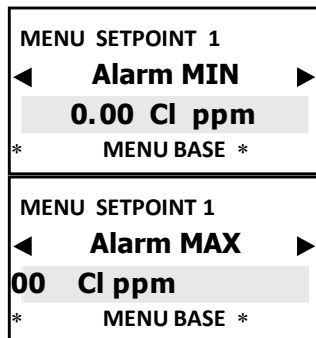 MENU SETPOINT 1
◄ Alarm MIN ►
0.00 Cl ppm
* MENU BASE *
MENU SETPOINT 1
◄ Alarm MAX ►
00 Cl ppm
* MENU BASE *